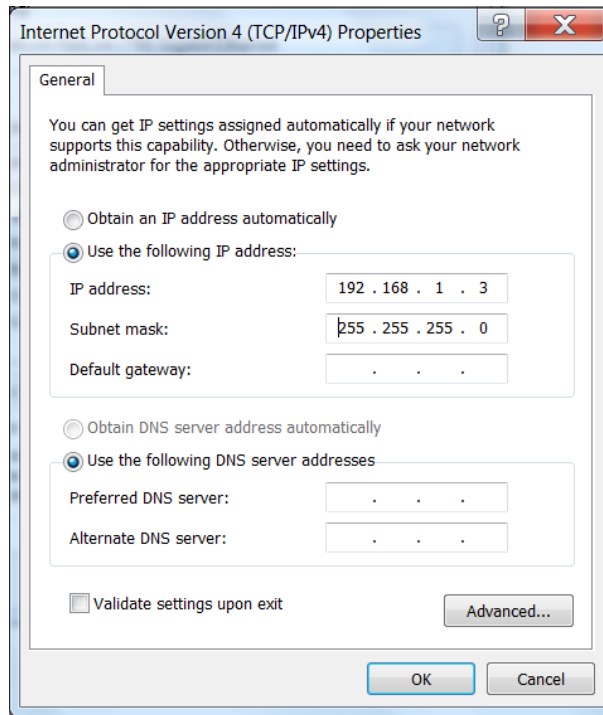 Internet Protocol Version 4 (TCP/IPv4) Properties
General
You can get IP settings assigned automatically if your network
supports this capability. Otherwise, you need to ask your network
administrator for the appropriate IP settings.
Obtain an IP address automatically
Use the following IP address:
IP address: 192 . 168 . 1 . 3
Subnet mask: 255 . 255 . 255 . 0
Default gateway: . . .
Obtain DNS server address automatically
Use the following DNS server addresses
Preferred DNS server: . . .
Alternate DNS server: . . .
Validate settings upon exit
Advanced...
OK Cancel